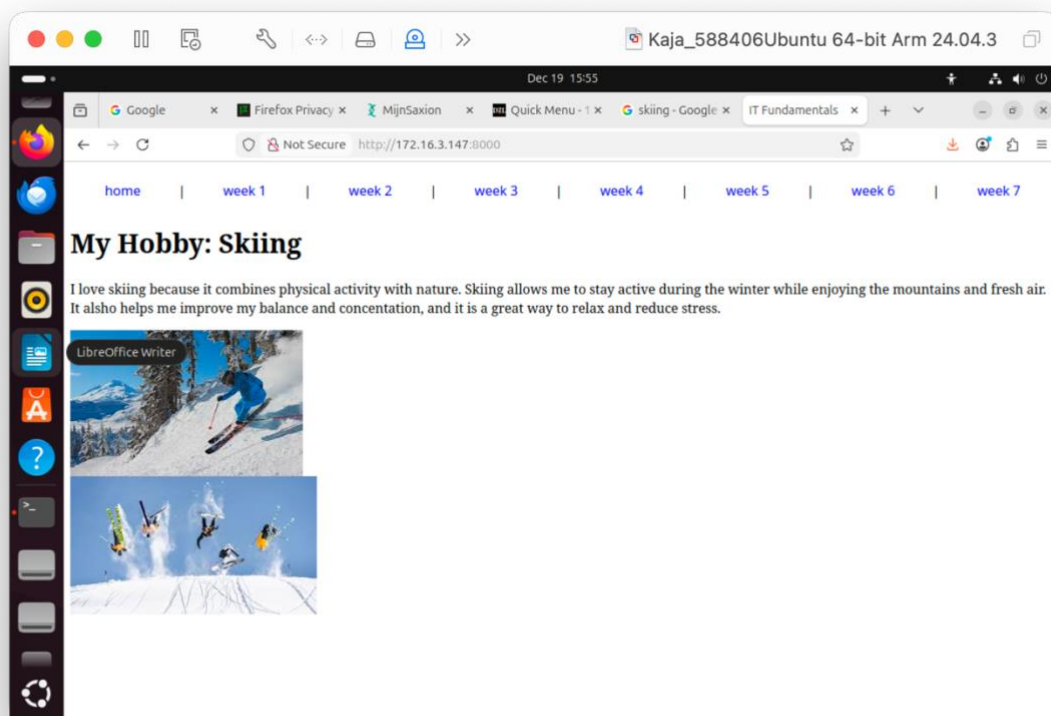 Kaja_588406Ubuntu 64-bit Arm 24.04.3
Dec 19 15:55
Google
Firefox Privacy
MijnSaxion
Quick Menu - 1
skiing - Google
IT Fundamentals
Not Secure http://172.16.3.147:8000
home | week 1 | week 2 | week 3 | week 4 | week 5 | week 6 | week 7
My Hobby: Skiing
I love skiing because it combines physical activity with nature. Skiing allows me to stay active during the winter while enjoying the mountains and fresh air.
It alsho helps me improve my balance and concentation, and it is a great way to relax and reduce stress.
LibreOffice Writer